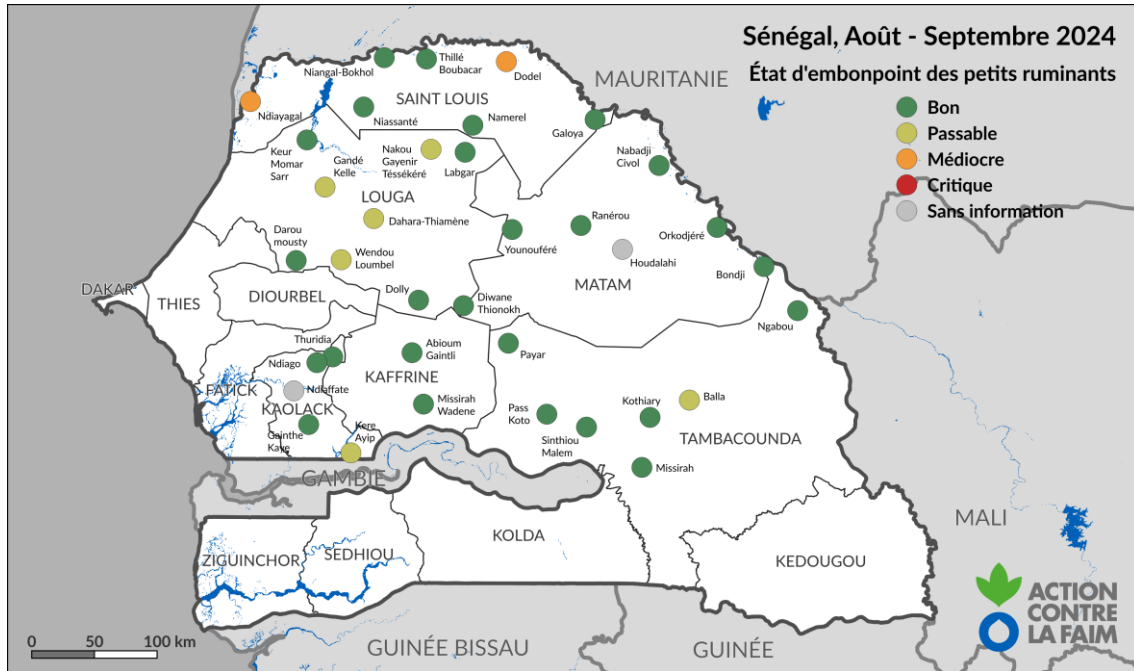 Sénégal, Août - Septembre 2024
État d'embonpoint des petits ruminants
Bon
Passable
Médiocre
Critique
Sans information
MAURITANIE
Niangal-Bokhol
Thillé
Boubacar
Dodel
SAINT LOUIS
Ndiayagal
Niassanté
Namerel
Galoya
Keur
Momar
Sarr
Gandé
Kelle
Nakou
Gayenir
Téssékéré
Labgar
Nabadji
Civol
LOUGA
Dahara-Thiamène
Ranérou
Orkodjéré
Darou
mousty
Wendou
Loumbel
Younouféré
Houdalahi
Bondji
DAKAR
THIES
DIOURBEL
Dolly
Diwane
Thionokh
MATAM
Ngabou
Thuridia
Ndiago
Abioum
Gaintli
Payar
FATICK
Ndiaffate
KAFFRINE
KAOLACK
Missirah
Wadene
Pass
Koto
Kothiary
Balla
Gainthe
Kaye
Kere
Ayip
Sinthiou
Malem
TAMBACOUNDA
Missirah
GAMBIE
MALI
ZIGUINCHOR
SEDHIOU
KOLDA
KEDOUGOU
GUINÉE BISSAU
GUINÉE
0 50 100 km
ACTION
CONTRE
LA FAIM